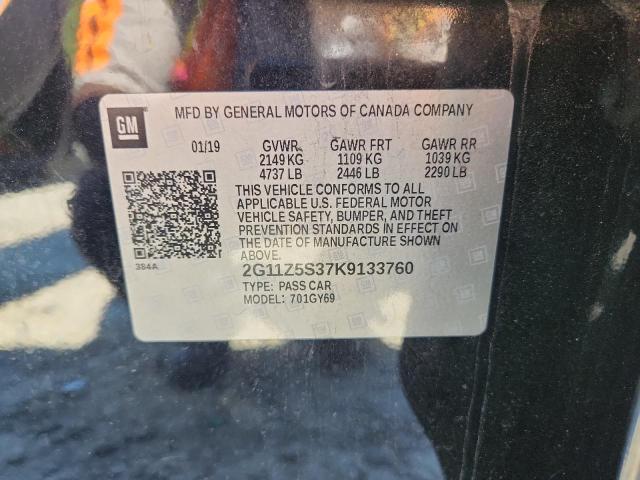 GM
MFD BY GENERAL MOTORS OF CANADA COMPANY
01/19 GVWR GAWR FRT GAWR RR
2149 KG 1109 KG 1039 KG
4737 LB 2446 LB 2290 LB
THIS VEHICLE CONFORMS TO ALL
APPLICABLE U.S. FEDERAL MOTOR
VEHICLE SAFETY, BUMPER, AND THEFT
PREVENTION STANDARDS IN EFFECT ON
THE DATE OF MANUFACTURE SHOWN
ABOVE.
384A
2G11Z5S37K9133760
TYPE: PASS CAR
MODEL: 701GY69